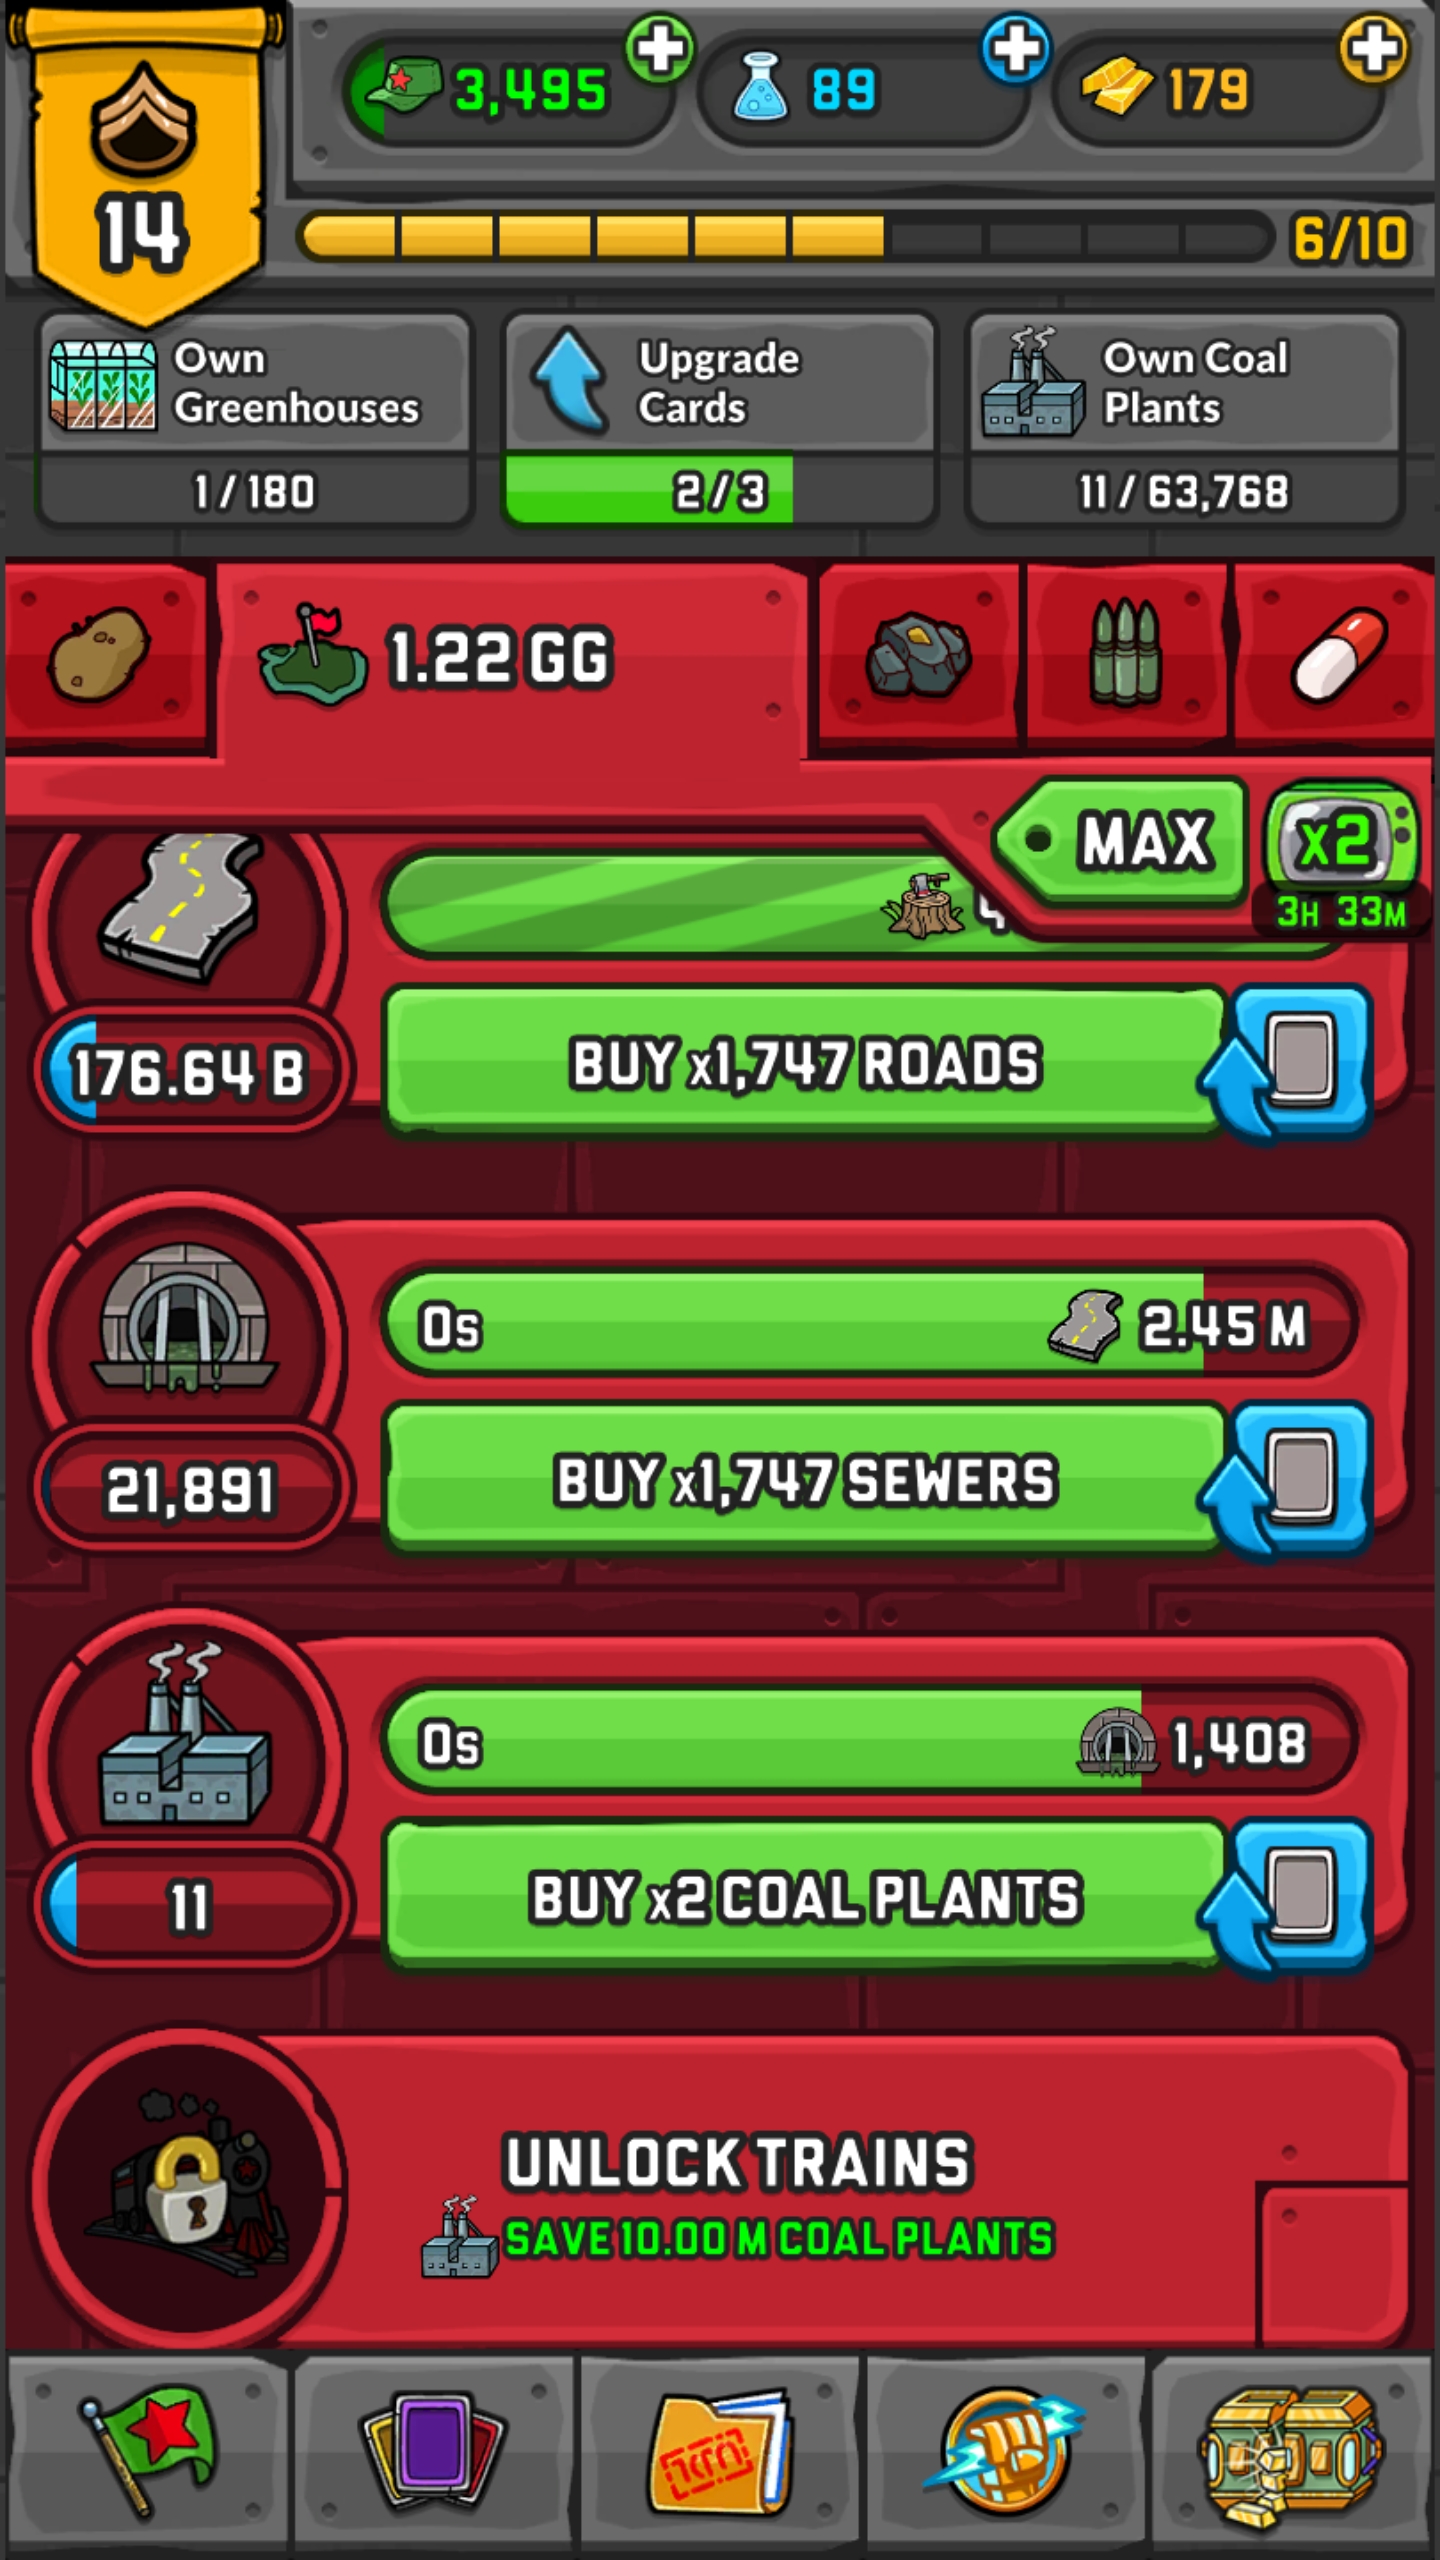 3,495
89
179
14
6/10
Own
Greenhouses
1/180
Upgrade
Cards
2/3
Own Coal
Plants
11/63,768
1.22 GG
MAX
x2
3H 33M
176.64 B
BUY x1,747 ROADS
0s
2.45 M
21,891
BUY x1,747 SEWERS
0s
1,408
11
BUY x2 COAL PLANTS
UNLOCK TRAINS
SAVE 10.00 M COAL PLANTS